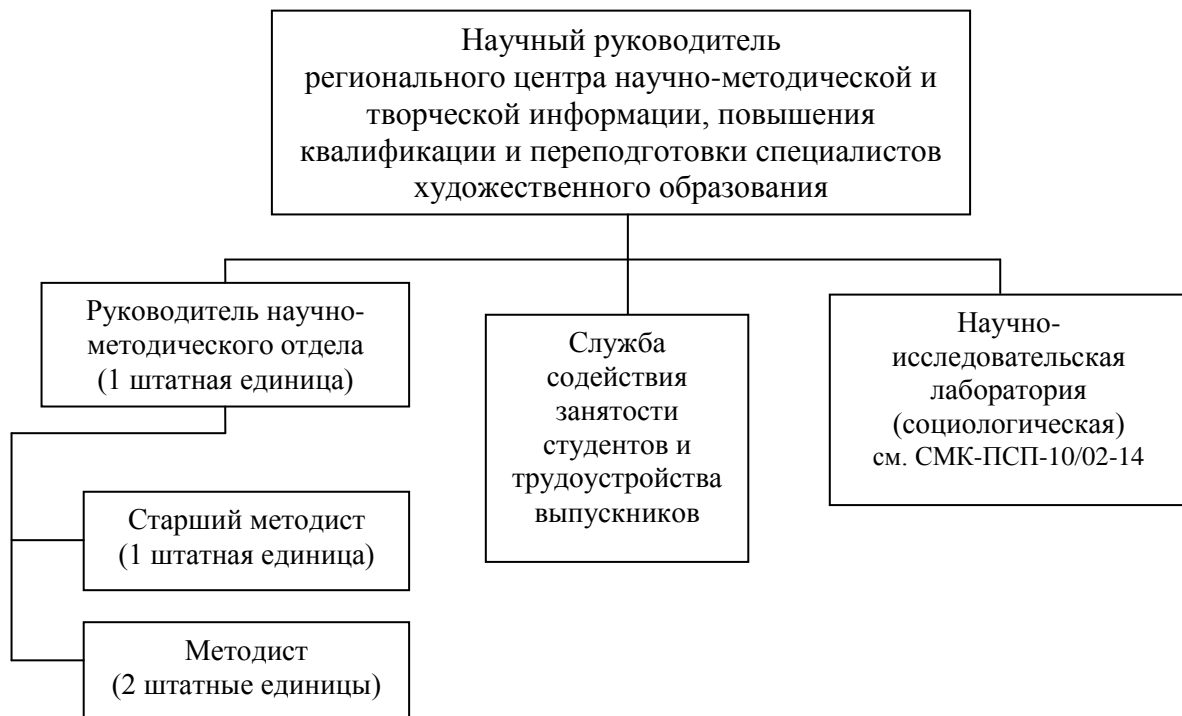 Научный руководитель
регионального центра научно-методической и
творческой информации, повышения
квалификации и переподготовки специалистов
художественного образования
Руководитель научно-
методического отдела
(1 штатная единица)
Старший методист
(1 штатная единица)
Методист
(2 штатные единицы)
Служба
содействия
занятости
студентов и
трудоустройства
выпускников
Научно-
исследовательская
лаборатория
(социологическая)
см. СМК-ПСП-10/02-14